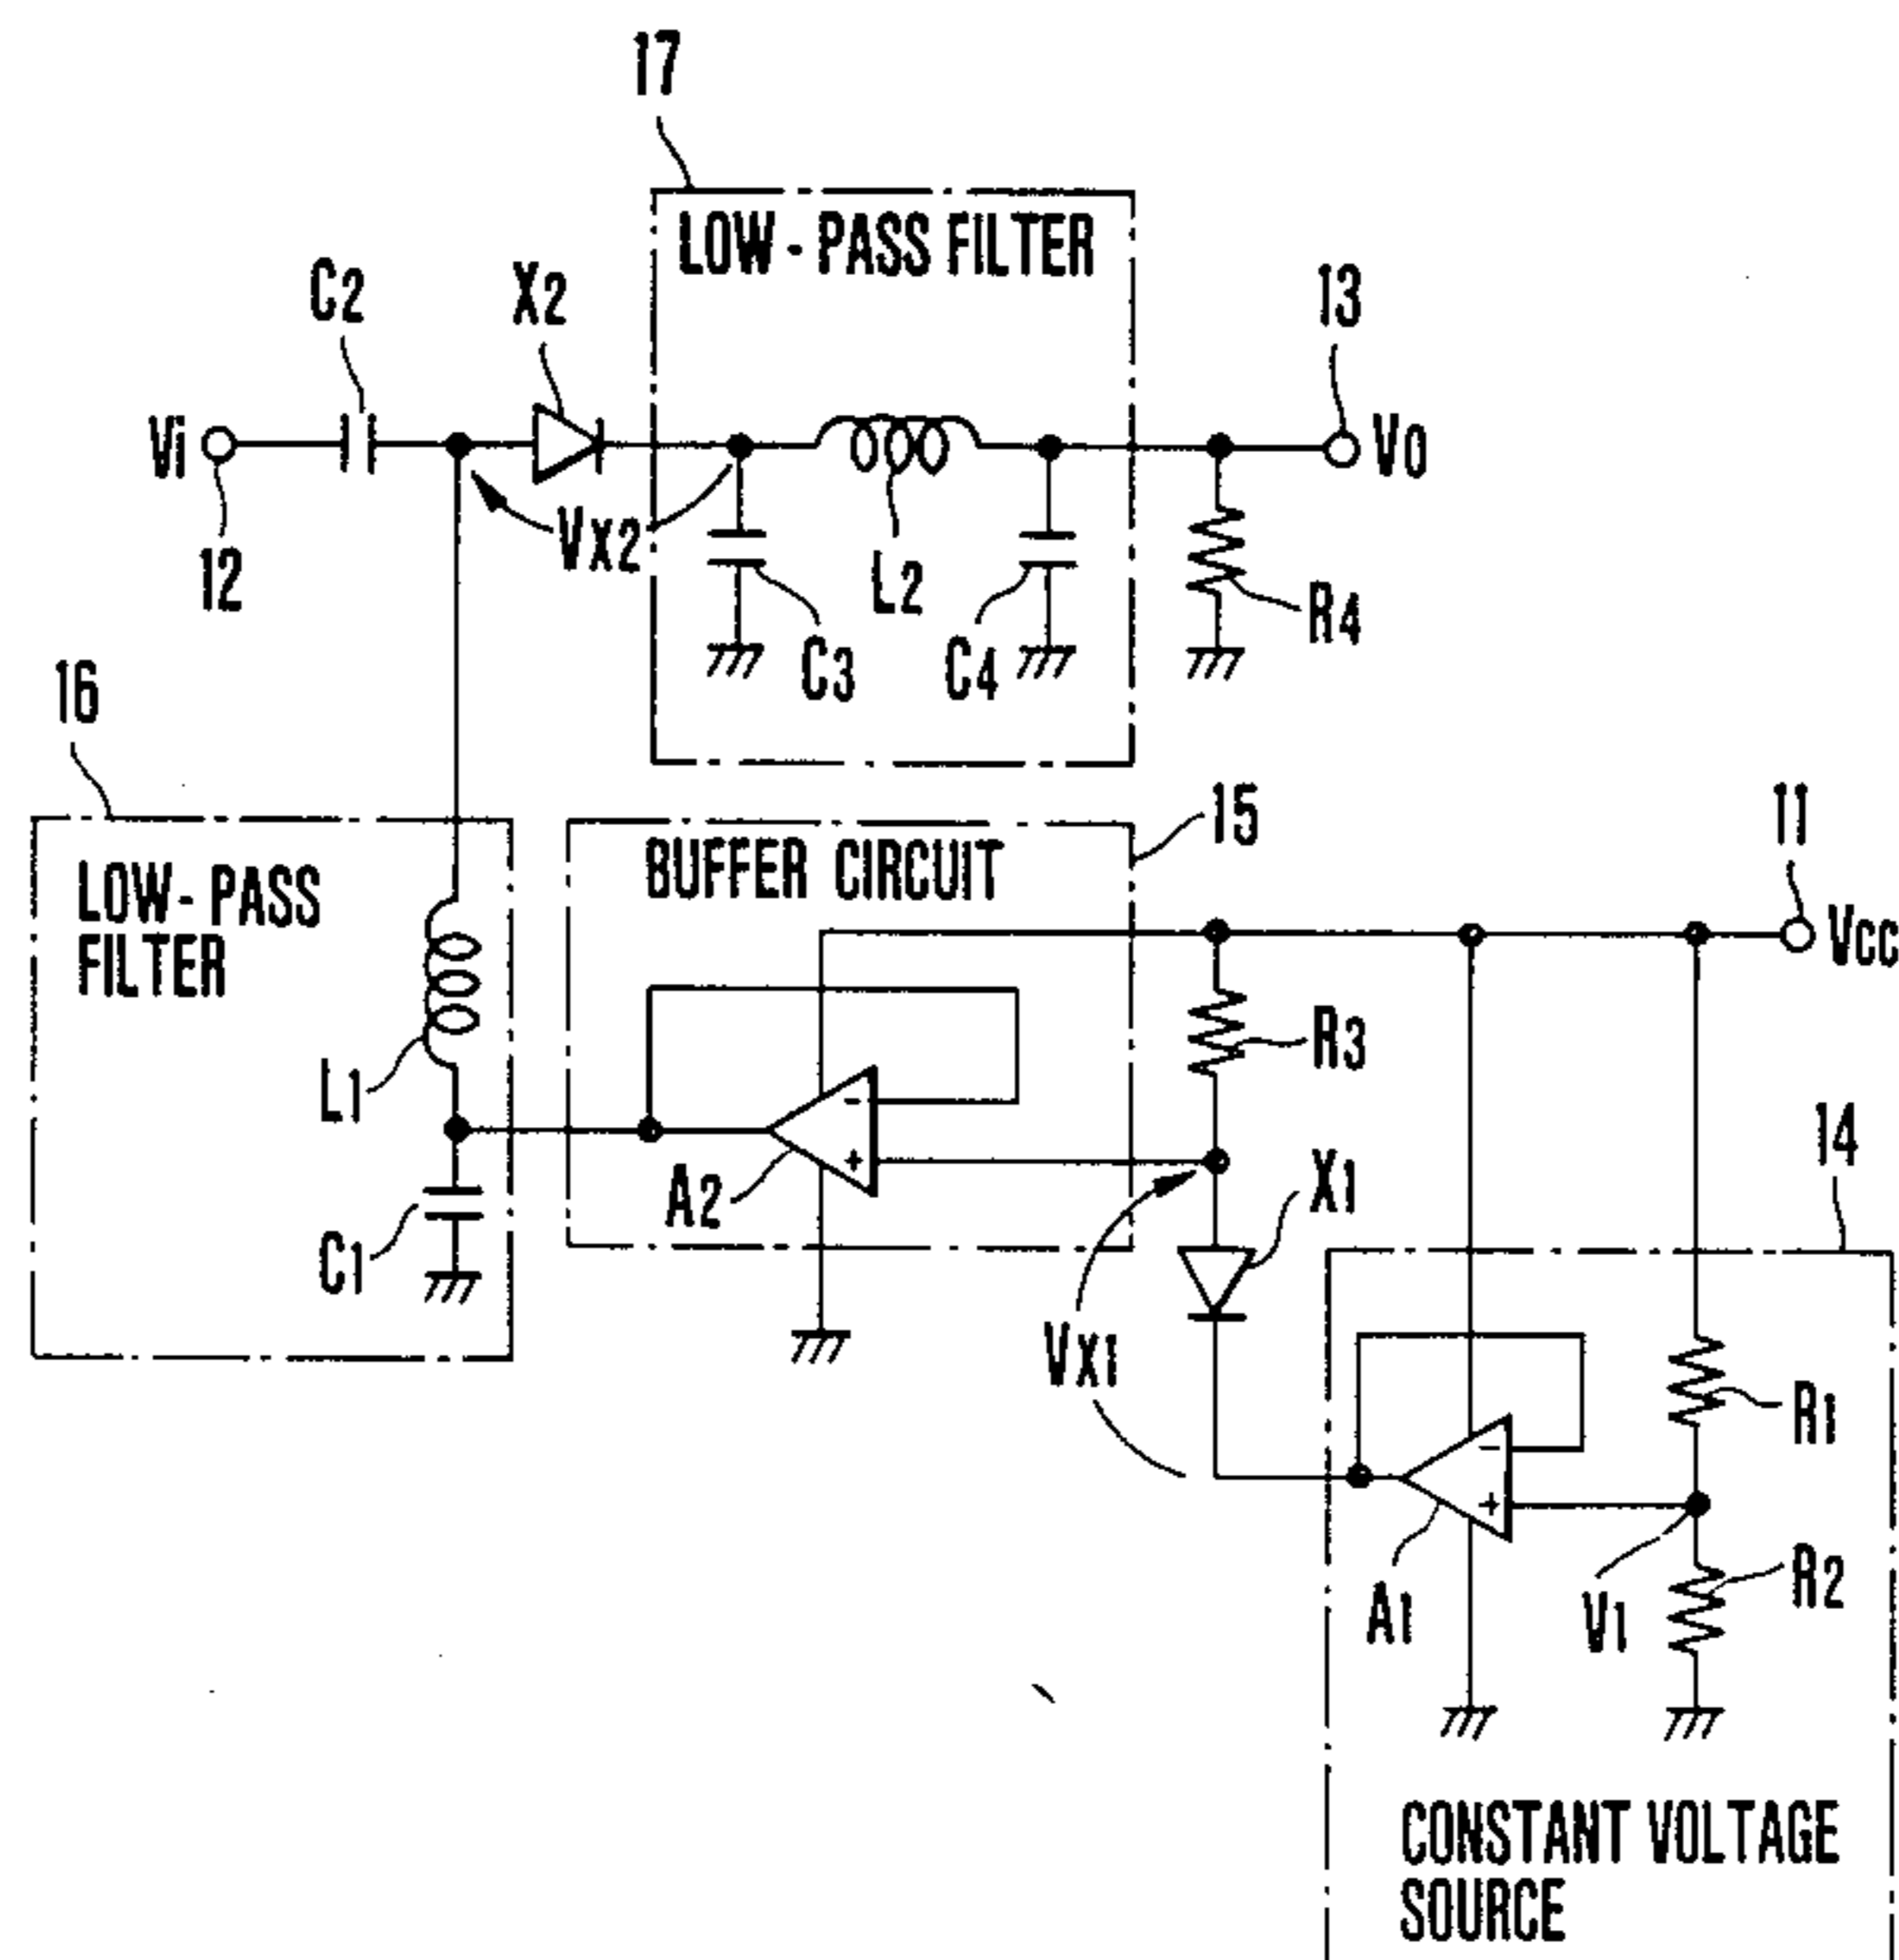 17
LOW-PASS FILTER
C2
X2
13
Vi
V0
12
VX2
L2
R4
C3
C4
16
15
11
LOW-PASS
FILTER
BUFFER CIRCUIT
Vcc
L1
R3
14
A2
X1
C1
VX1
R1
A1
V1
R2
CONSTANT VOLTAGE
SOURCE